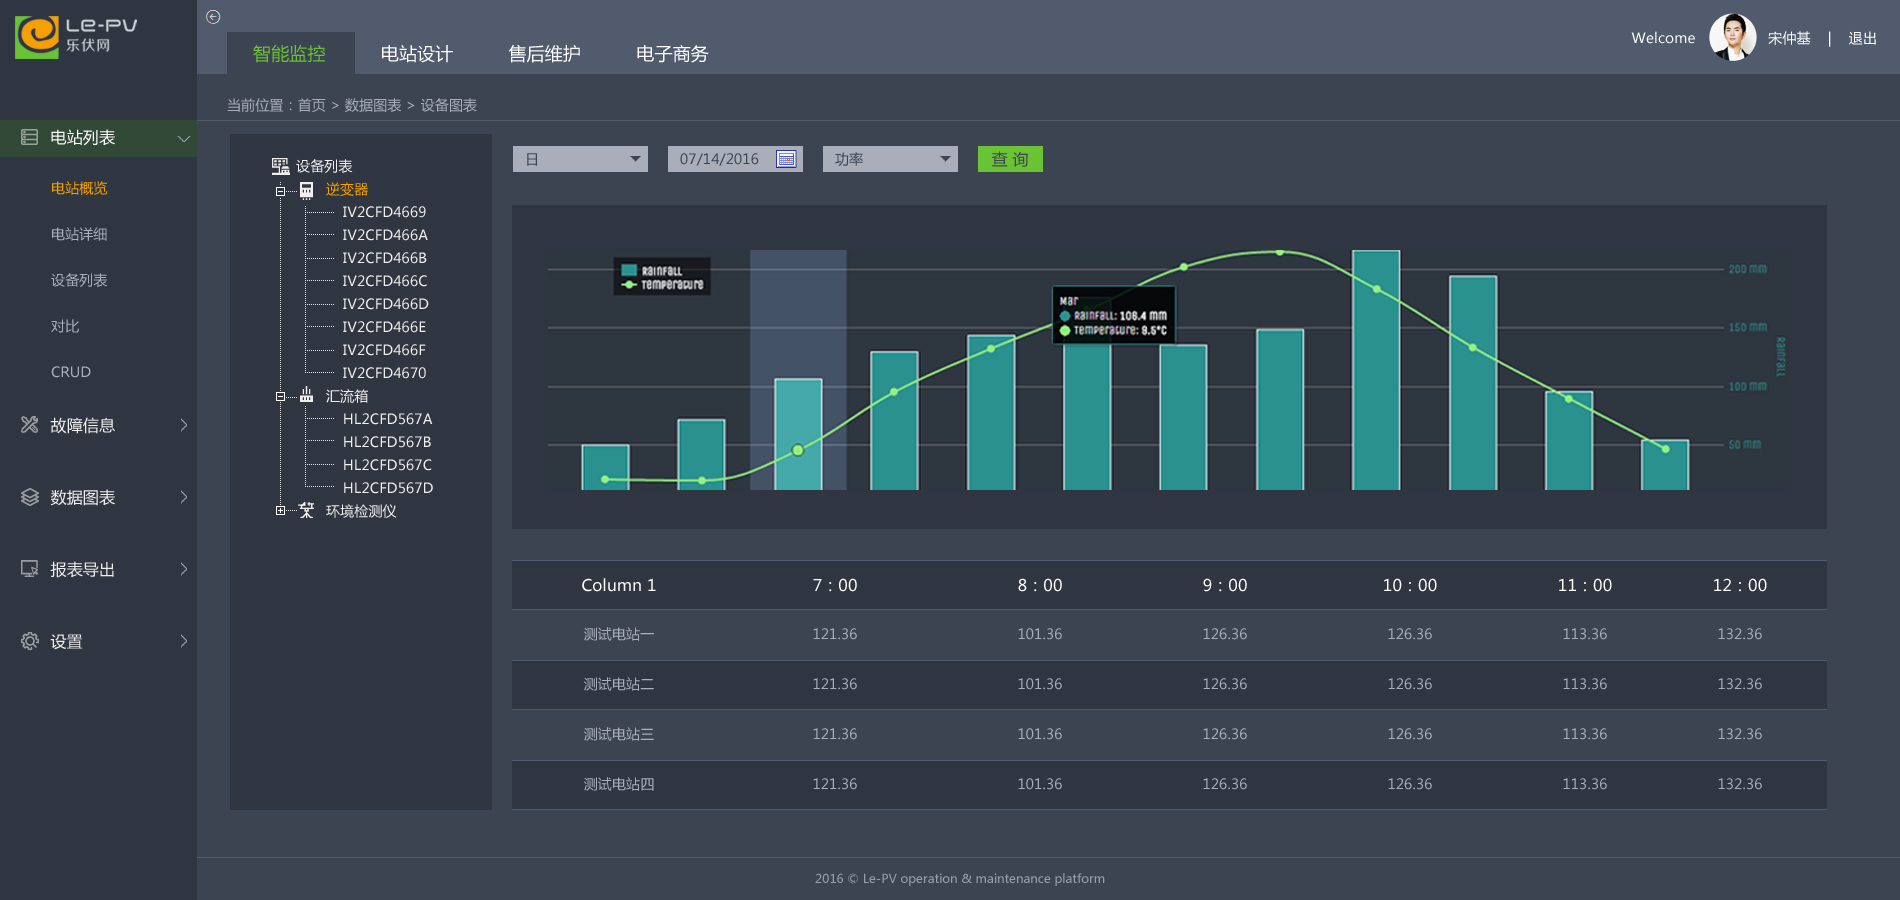 Le-PV
乐伏网
智能监控 电站设计 售后维护 电子商务
Welcome 宋仲基 | 退出
当前位置：首页 > 数据图表 > 设备图表
电站列表
电站概览
电站详细
设备列表
对比
CRUD
故障信息
数据图表
报表导出
设置
设备列表
逆变器
IV2CFD4669
IV2CFD466A
IV2CFD466B
IV2CFD466C
IV2CFD466D
IV2CFD466E
IV2CFD466F
IV2CFD4670
汇流箱
HL2CFD567A
HL2CFD567B
HL2CFD567C
HL2CFD567D
环境检测仪
日 07/14/2016 功率 查 询
Rainfall
Temperature
Mar
Rainfall: 106.4 mm
Temperature: 9.5°C
200 mm
150 mm
100 mm
50 mm
Rainfall
Column 1 7 : 00 8 : 00 9 : 00 10 : 00 11 : 00 12 : 00
测试电站一 121.36 101.36 126.36 126.36 113.36 132.36
测试电站二 121.36 101.36 126.36 126.36 113.36 132.36
测试电站三 121.36 101.36 126.36 126.36 113.36 132.36
测试电站四 121.36 101.36 126.36 126.36 113.36 132.36
2016 © Le-PV operation & maintenance platform